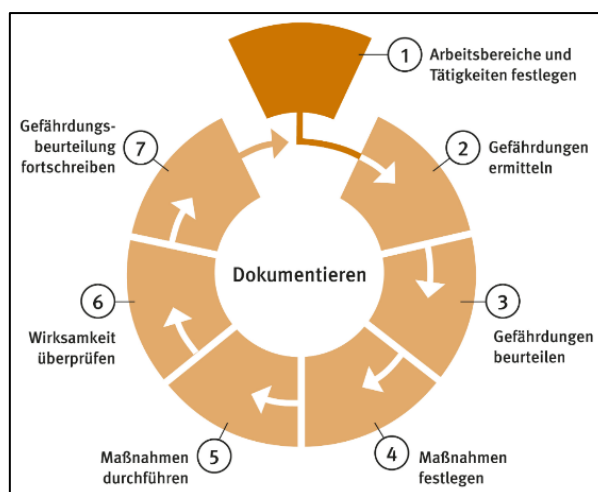 1
Arbeitsbereiche und
Tätigkeiten festlegen
2
Gefährdungen
ermitteln
3
Gefährdungen
beurteilen
4
Maßnahmen
festlegen
5
Maßnahmen
durchführen
6
Wirksamkeit
überprüfen
7
Gefährdungs-
beurteilung
fortschreiben
Dokumentieren